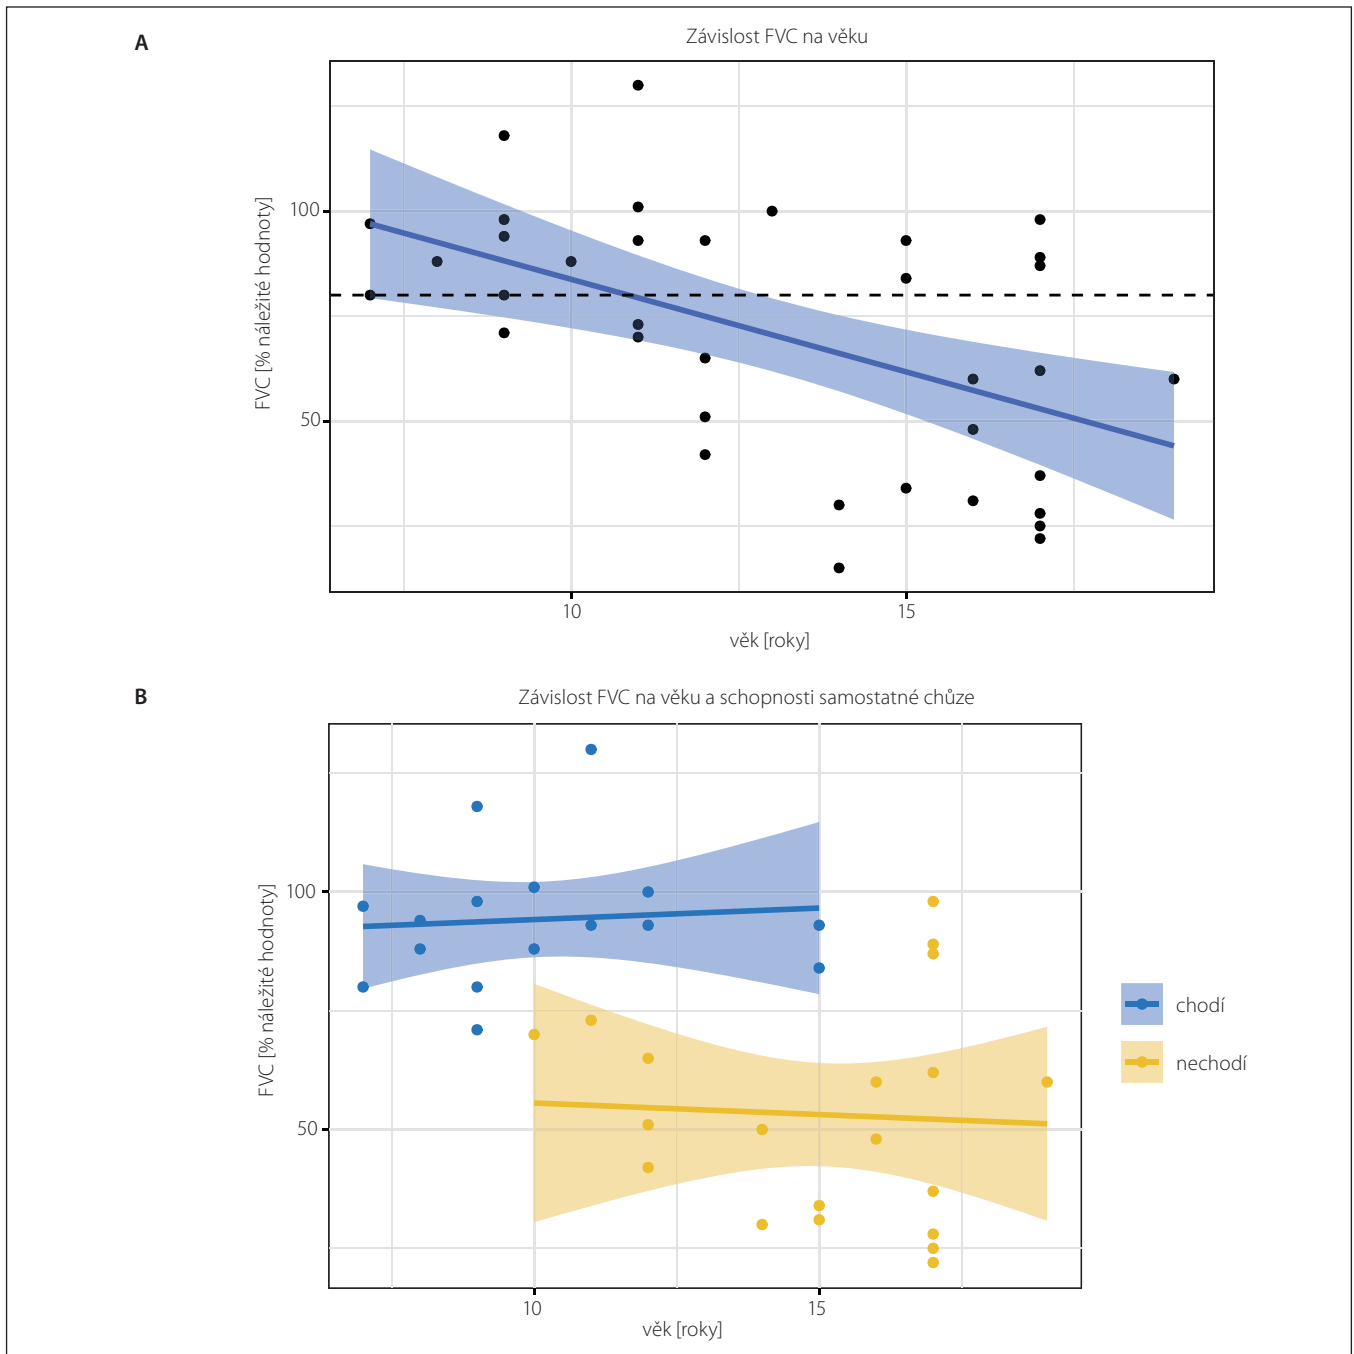 A
Závislost FVC na věku
FVC [% náležité hodnoty]
100
50
10
15
věk [roky]
B
Závislost FVC na věku a schopnosti samostatné chůze
FVC [% náležité hodnoty]
100
50
chodí
nechodí
10
15
věk [roky]